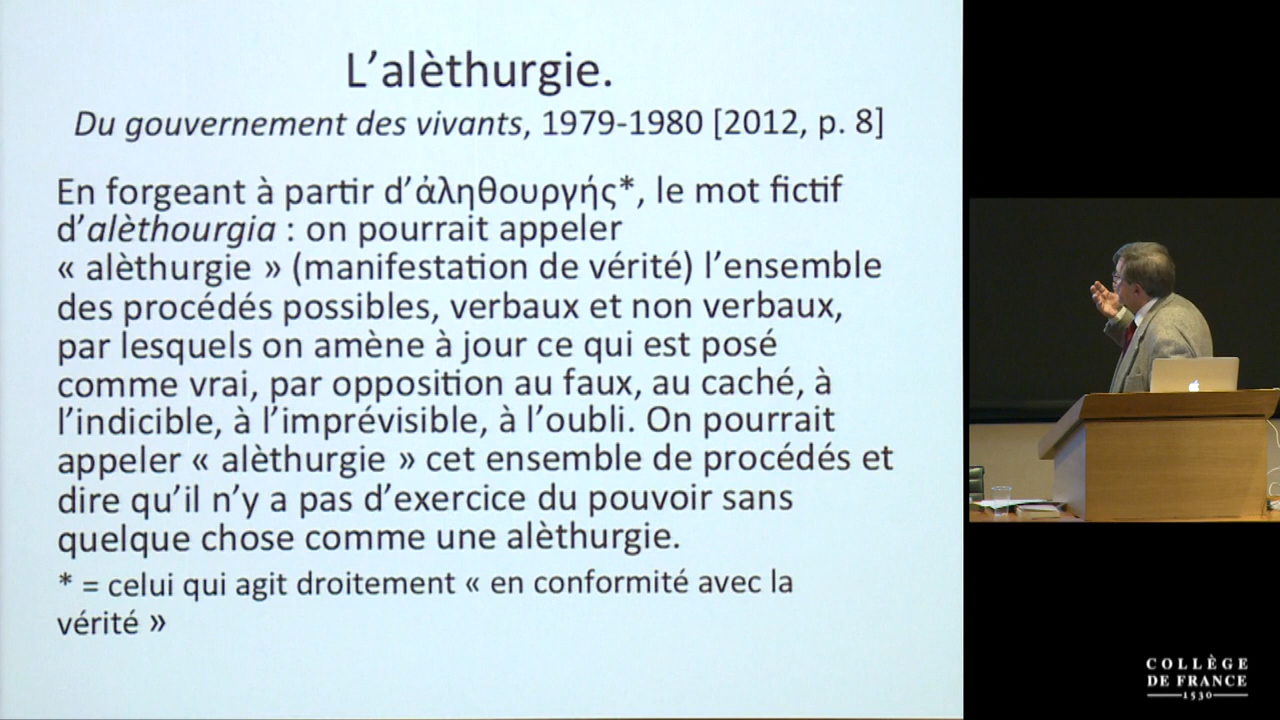 L’alèthurgie.
Du gouvernement des vivants, 1979-1980 [2012, p. 8]
En forgeant à partir d’ἀληθουργής*, le mot fictif
d’alèthourgia : on pourrait appeler
« alèthurgie » (manifestation de vérité) l’ensemble
des procédés possibles, verbaux et non verbaux,
par lesquels on amène à jour ce qui est posé
comme vrai, par opposition au faux, au caché, à
l’indicible, à l’imprévisible, à l’oubli. On pourrait
appeler « alèthurgie » cet ensemble de procédés et
dire qu’il n’y a pas d’exercice du pouvoir sans
quelque chose comme une alèthurgie.
* = celui qui agit droitement « en conformité avec la
vérité »
COLLÈGE
DE FRANCE
1530